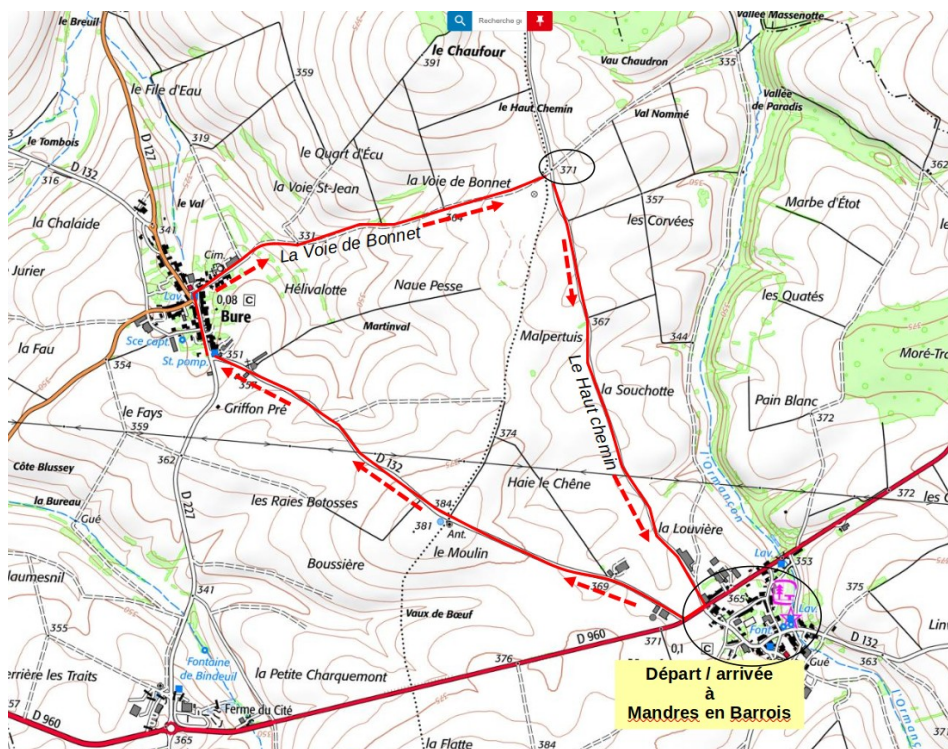 le Breuil
Recherche
Vallée Massenotte
le Chaufour
391
Vau Chaudron
335
359
le File d'Eau
le Haut Chemin
Val Nommé
Vallée
de Paradis
D 127
319
le Tombois
D 132
316
le Quart d'Écu
362
371
la Voie St-Jean
la Voie de Bonnet
le Val
357
Marbe d'Étot
la Chalaide
341
331
364
les Corvées
La Voie de Bonnet
Cim.
Jurier
Hélivalotte
Naue Pesse
les Quatés
Lav.
0,08 C
Bure
Martinval
367
la Fau
Sce capt.
Malpertuis
344
St. pomp.
351
354
357
la Souchotte
Griffon Pré
Le Haut chemin
Pain Blanc
le Fays
359
372
374
362
D 132
Côte Blussey
Haie le Chêne
l'Ormançon
372
la Bureau
les Raies Botosses
384
Gué
D 227
381
Ant.
la Louvière
le Moulin
Lav.
353
Boussière
369
375
341
365
355
Vaux de Bœuf
Lav.
Font.
D 132
D 960
371
0,1 C
Gué
363
Fontaine
de Bindeuil
376
la Petite Charquemont
Départ / arrivée
à
Mandres en Barrois
l'Ormançon
Ferme du Cité
D 960
365
la Flatte
384